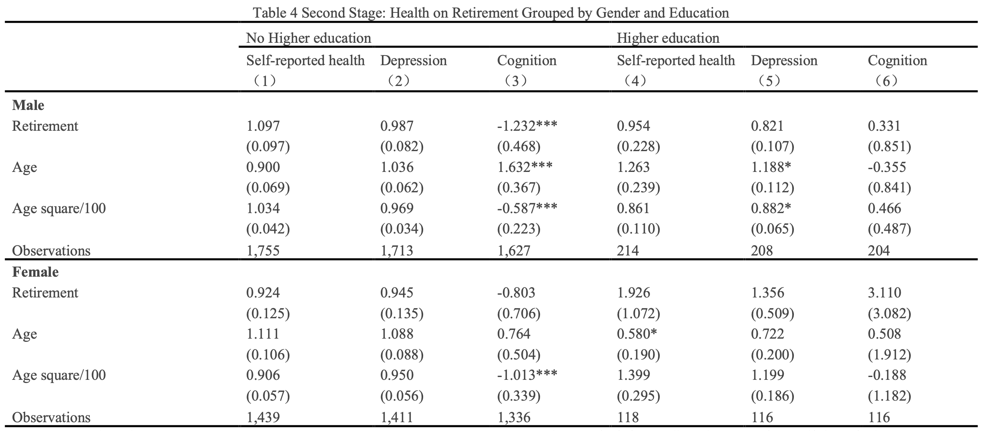 Table 4 Second Stage: Health on Retirement Grouped by Gender and Education
No Higher education Higher education
Self-reported health Depression Cognition Self-reported health Depression Cognition
（1） （2） （3） （4） （5） （6）
Male
Retirement 1.097 0.987 -1.232*** 0.954 0.821 0.331
(0.097) (0.082) (0.468) (0.228) (0.107) (0.851)
Age 0.900 1.036 1.632*** 1.263 1.188* -0.355
(0.069) (0.062) (0.367) (0.239) (0.112) (0.841)
Age square/100 1.034 0.969 -0.587*** 0.861 0.882* 0.466
(0.042) (0.034) (0.223) (0.110) (0.065) (0.487)
Observations 1,755 1,713 1,627 214 208 204
Female
Retirement 0.924 0.945 -0.803 1.926 1.356 3.110
(0.125) (0.135) (0.706) (1.072) (0.509) (3.082)
Age 1.111 1.088 0.764 0.580* 0.722 0.508
(0.106) (0.088) (0.504) (0.190) (0.200) (1.912)
Age square/100 0.906 0.950 -1.013*** 1.399 1.199 -0.188
(0.057) (0.056) (0.339) (0.295) (0.186) (1.182)
Observations 1,439 1,411 1,336 118 116 116